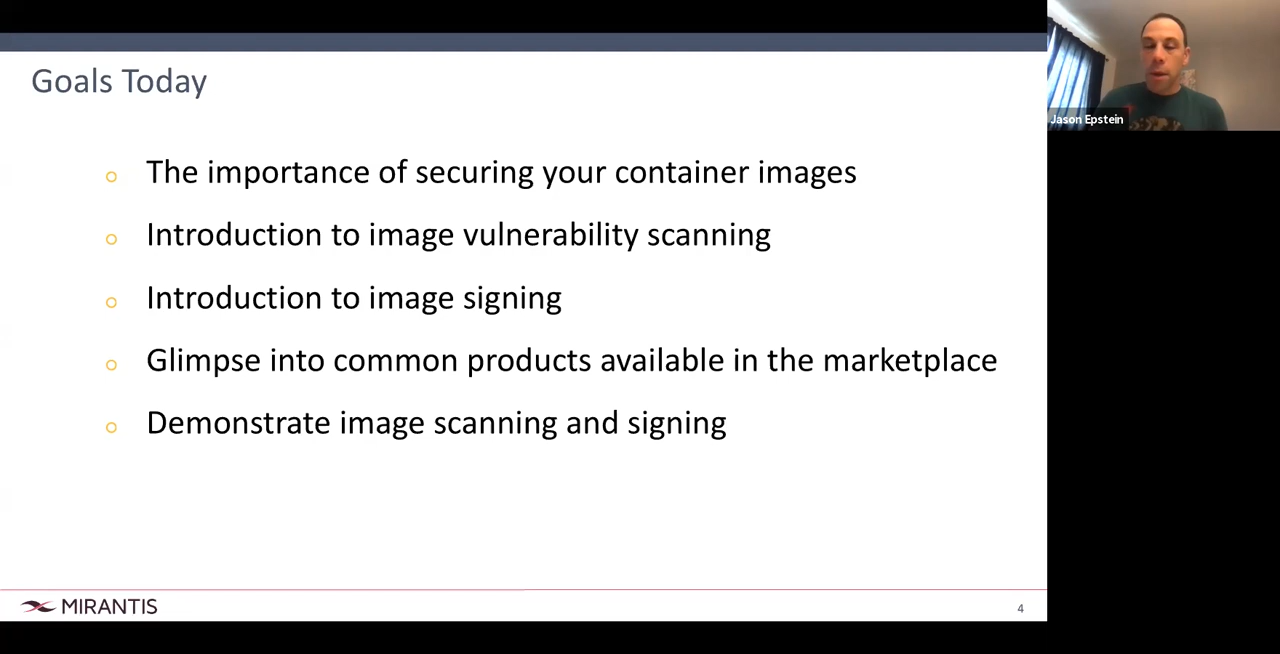 Goals Today
The importance of securing your container images
Introduction to image vulnerability scanning
Introduction to image signing
Glimpse into common products available in the marketplace
Demonstrate image scanning and signing
MIRANTIS
4
Jason Epstein